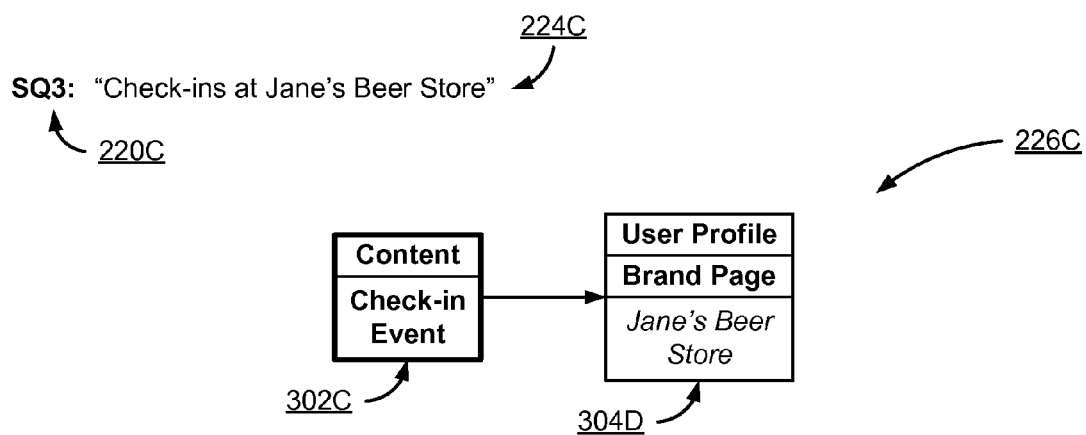 224C
SQ3: “Check-ins at Jane’s Beer Store”
220C
226C
User Profile
Content
Brand Page
Check-in
Event
Jane’s Beer
Store
302C
304D